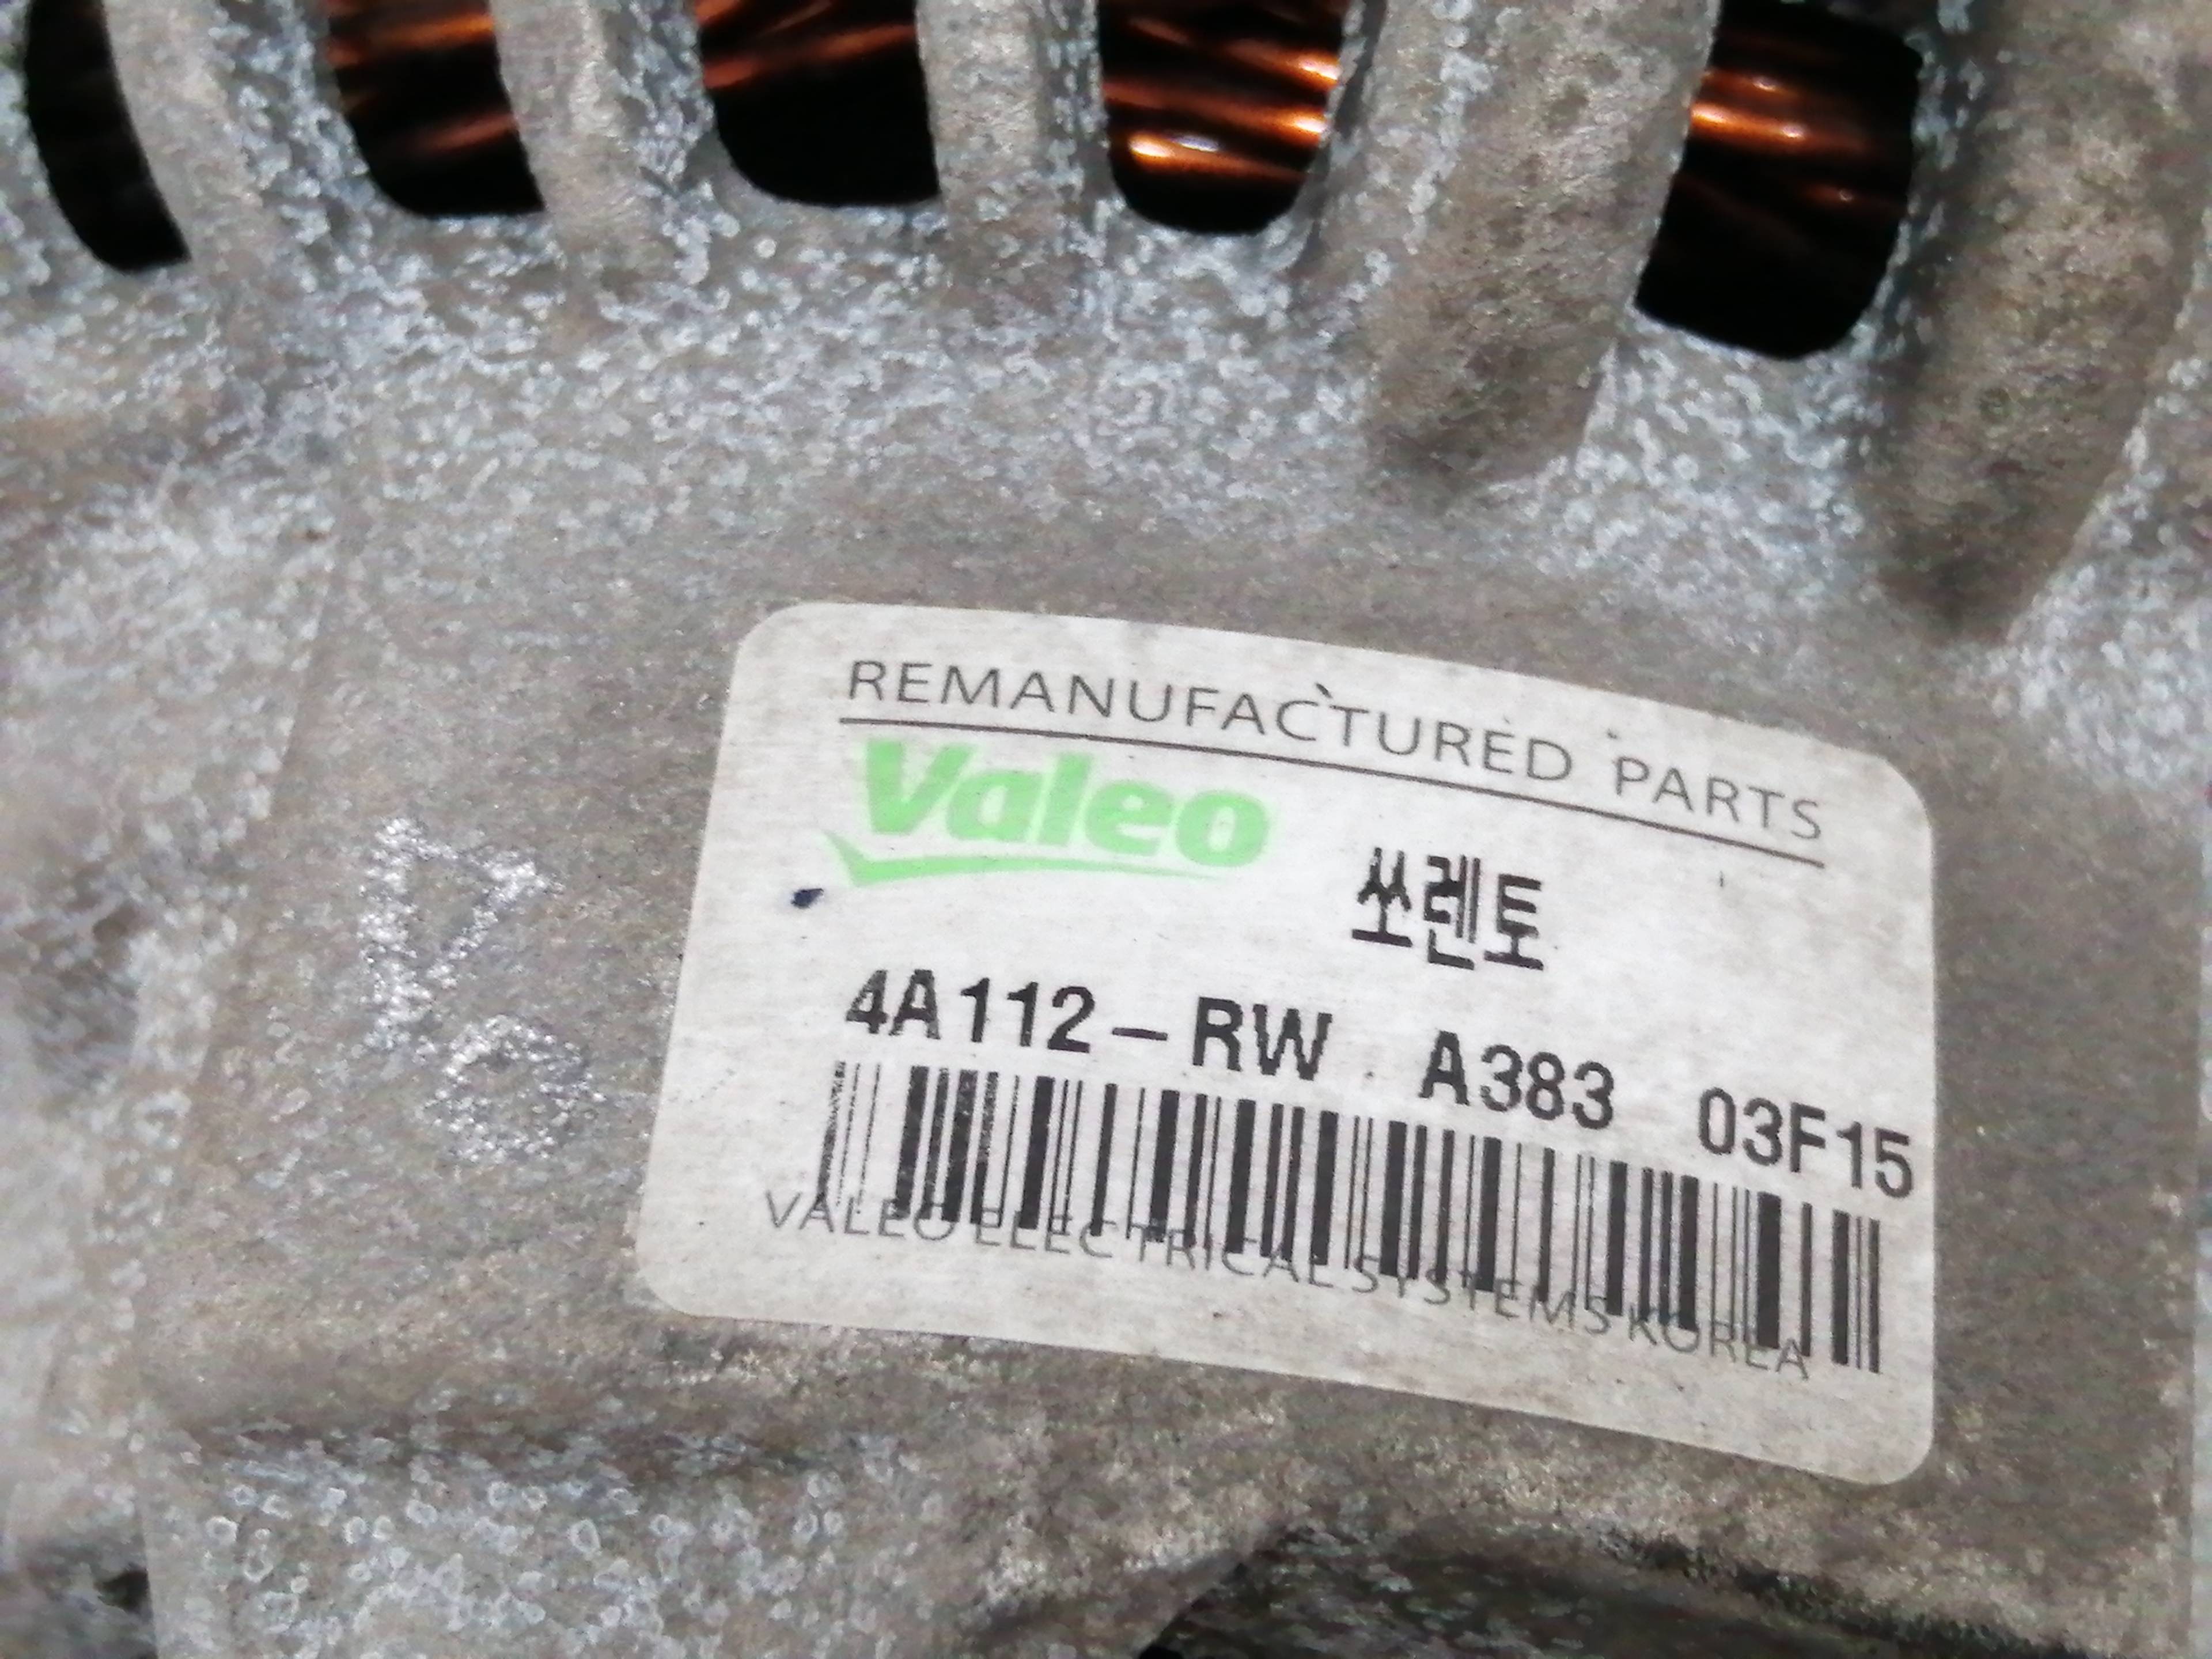 REMANUFACTURED PARTS
Valeo
쏘렌토
4A112-RW A383 03F15
VALEO ELECTRICAL SYSTEMS KOREA